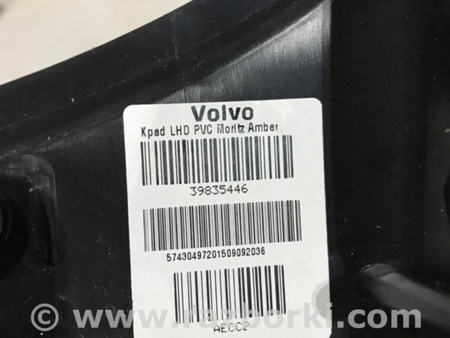 Volvo
Kpad LHD PVC Moritz Amber
39835446
57430497201509092036
AECC2
www.razborki.com